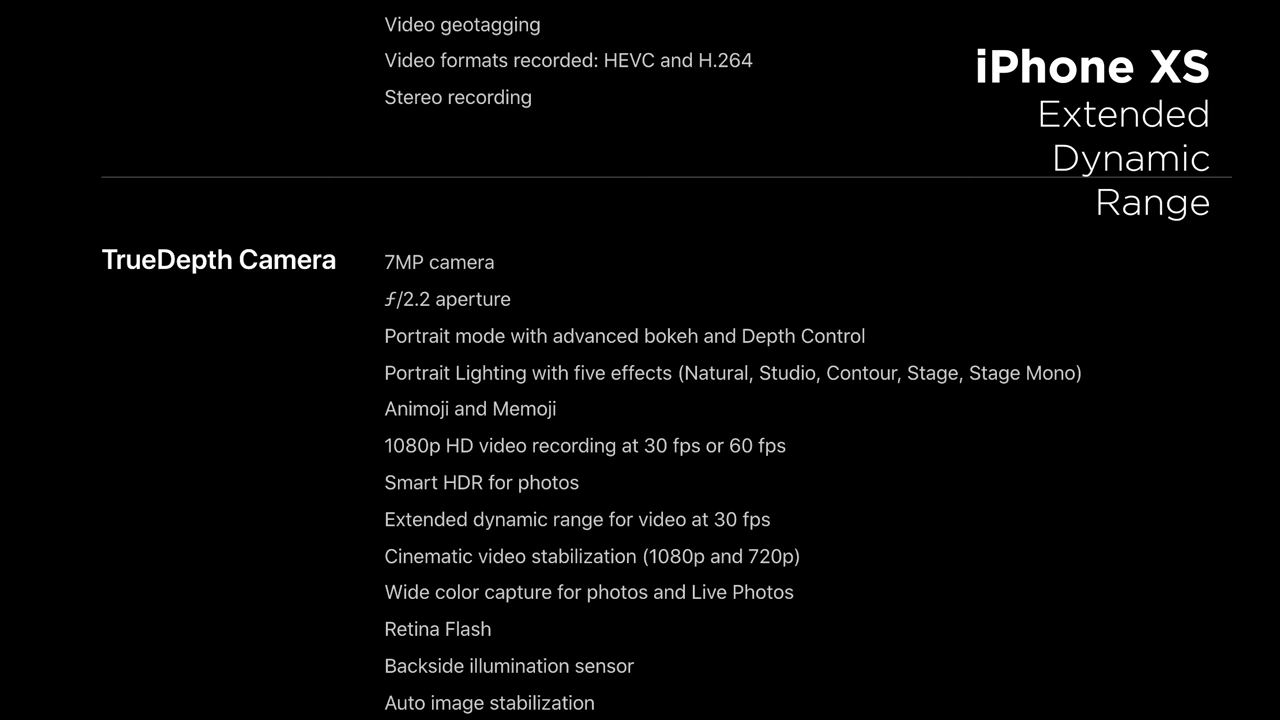 Video geotagging
Video formats recorded: HEVC and H.264
Stereo recording
iPhone XS
Extended
Dynamic
Range
TrueDepth Camera
7MP camera
ƒ/2.2 aperture
Portrait mode with advanced bokeh and Depth Control
Portrait Lighting with five effects (Natural, Studio, Contour, Stage, Stage Mono)
Animoji and Memoji
1080p HD video recording at 30 fps or 60 fps
Smart HDR for photos
Extended dynamic range for video at 30 fps
Cinematic video stabilization (1080p and 720p)
Wide color capture for photos and Live Photos
Retina Flash
Backside illumination sensor
Auto image stabilization